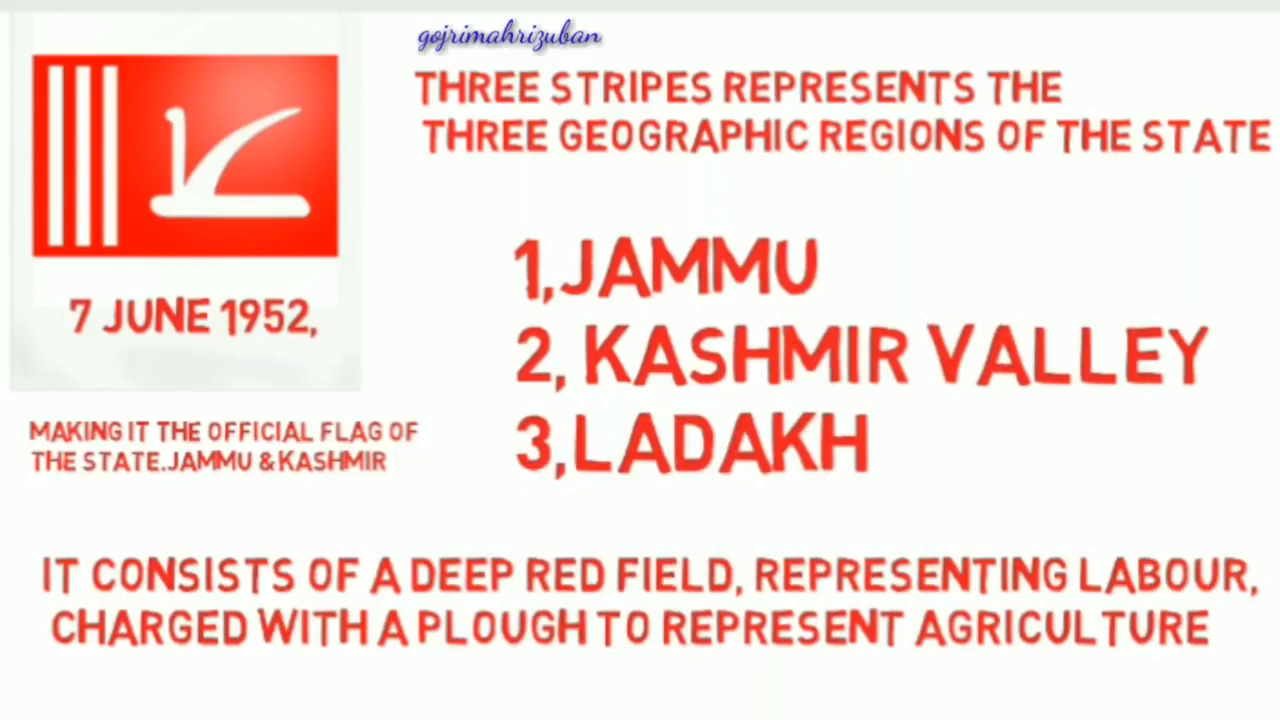 gojrimahrizuban
THREE STRIPES REPRESENTS THE
THREE GEOGRAPHIC REGIONS OF THE STATE
1,JAMMU
2, KASHMIR VALLEY
3,LADAKH
7 JUNE 1952,
MAKING IT THE OFFICIAL FLAG OF
THE STATE.JAMMU & KASHMIR
IT CONSISTS OF A DEEP RED FIELD, REPRESENTING LABOUR,
CHARGED WITH A PLOUGH TO REPRESENT AGRICULTURE